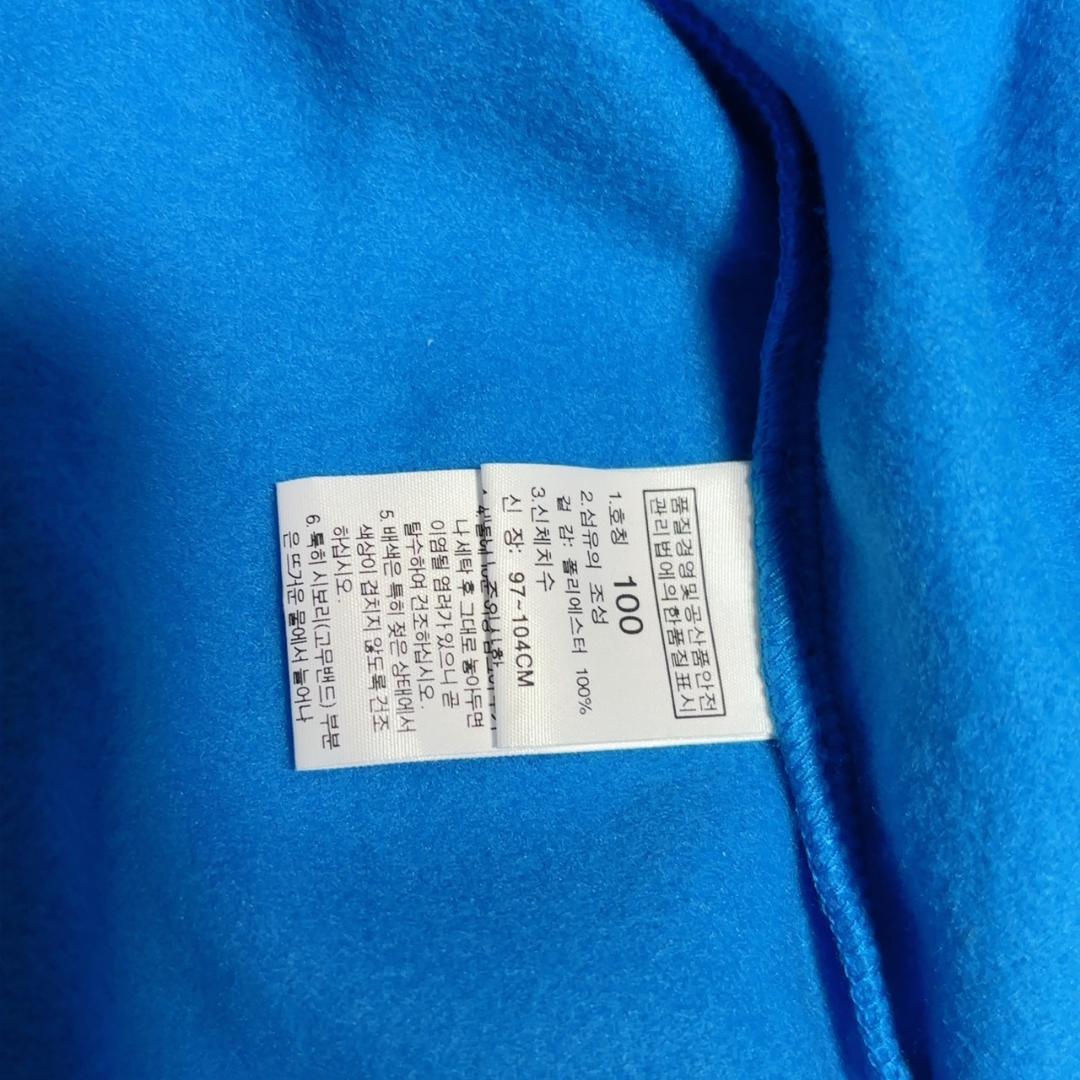 품질경영및공산품안전
관리법에의한품질표시
1.호칭 100
2.섬유의 조성
겉 감: 폴리에스터 100%
3.신체치수
신 장: 97~104CM
나 세탁 후 그대로 놓아두면
이염될 염려가 있으니 곧
탈수하여 건조하십시오.
5. 배색은 특히 젖은 상태에서
색상이 겹치지 않도록 건조
하십시오.
6. 특히 시보리(고무밴드) 부분
은 뜨거운 물에서 늘어나